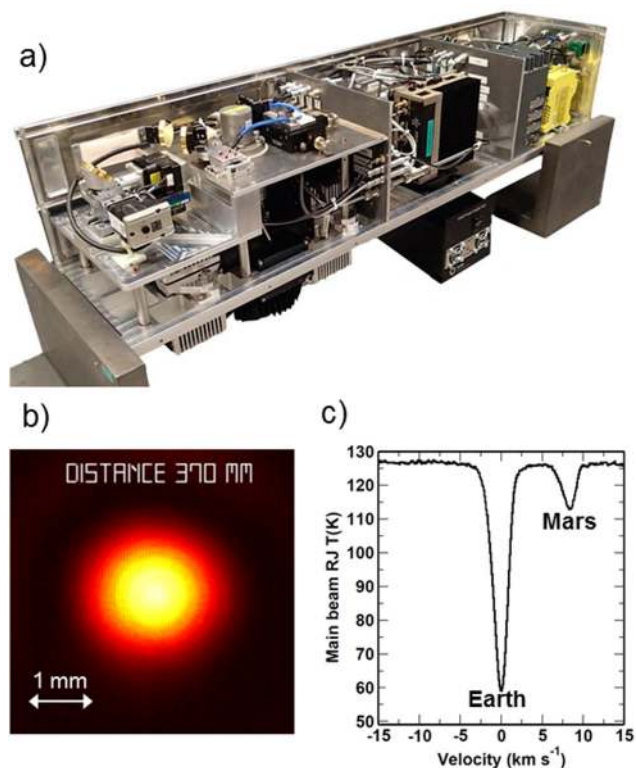 a)
b)
c)
DISTANCE 370 MM
1 mm
Main beam RJ T(K)
130
120
110
100
90
80
70
60
50
Earth
Mars
-15 -10 -5 0 5 10 15
Velocity (km s⁻¹)